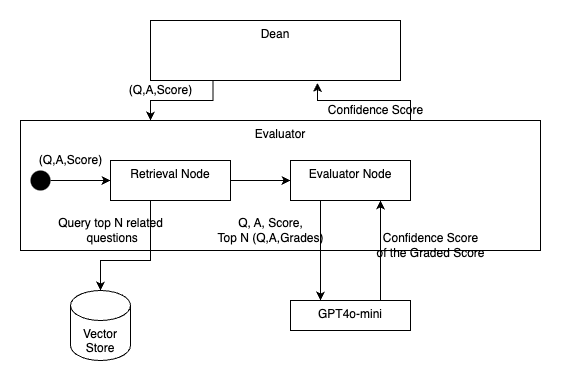 Dean
(Q,A,Score)
Confidence Score
Evaluator
(Q,A,Score)
Retrieval Node
Evaluator Node
Query top N related
questions
Q, A, Score,
Top N (Q,A,Grades)
Confidence Score
of the Graded Score
Vector
Store
GPT4o-mini